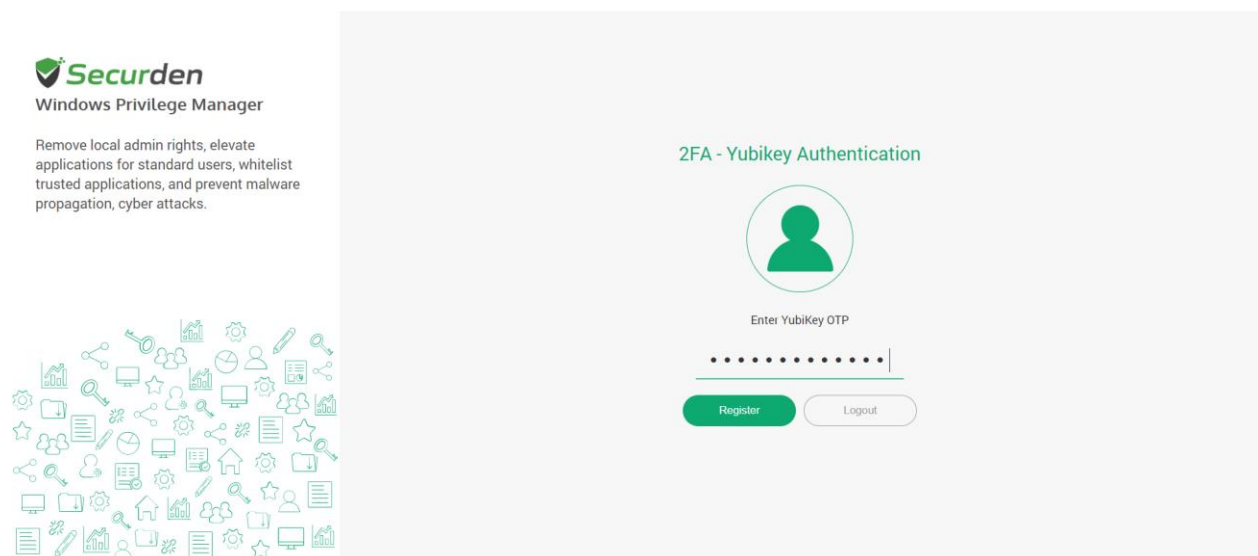 Securden
Windows Privilege Manager
Remove local admin rights, elevate
applications for standard users, whitelist
trusted applications, and prevent malware
propagation, cyber attacks.
2FA - Yubikey Authentication
Enter YubiKey OTP
•••••••••••••
Register
Logout